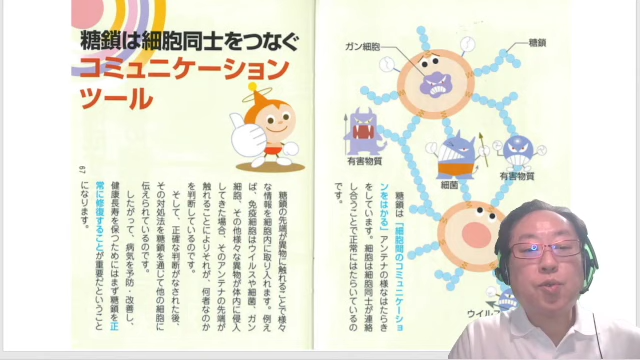 糖鎖は細胞同士をつなぐ
コミュニケーション
ツール
ガン細胞
糖鎖
有害物質
細菌
有害物質
糖鎖は「細胞間のコミュニケーショ
ンをはかる」アンテナの様なはたらき
をしています。細胞は細胞同士が連絡
し合うことで正常にはたらいているの
です。
糖鎖の先端が異物に触れることで様々
な情報を細胞内に取り入れます。例え
ば、免疫細胞はウイルスや細菌、ガン
細胞、その他様々な異物が体内に侵入
してきた場合、そのアンテナの先端が
触れることによりそれが、何者なのか
を判断しているのです。
そして、正確な判断がなされた後、
その対処法を糖鎖を通じて他の細胞に
伝えられているのです。
したがって、病気を予防・改善し、
健康長寿を保つためにはまず糖鎖を正
常に修復することが重要だということ
になります。
67